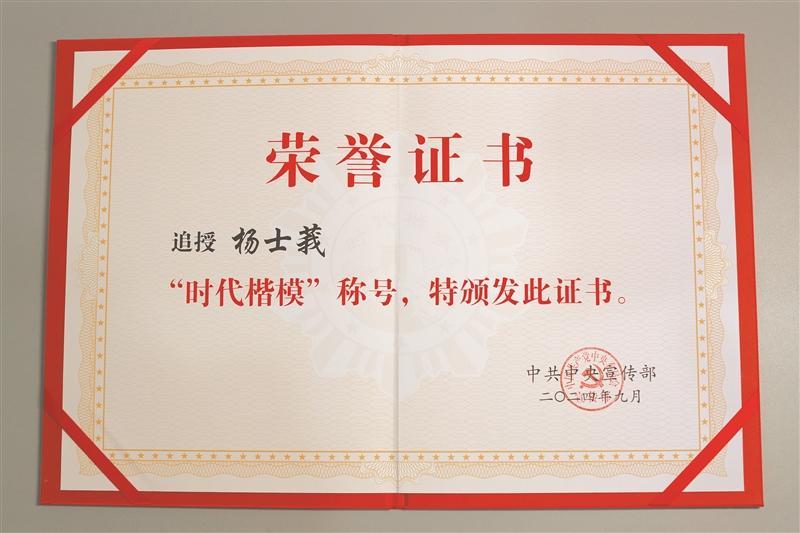 荣誉证书
追授 杨士莪
“时代楷模”称号，特颁发此证书。
中共中央宣传部
二〇二四年九月